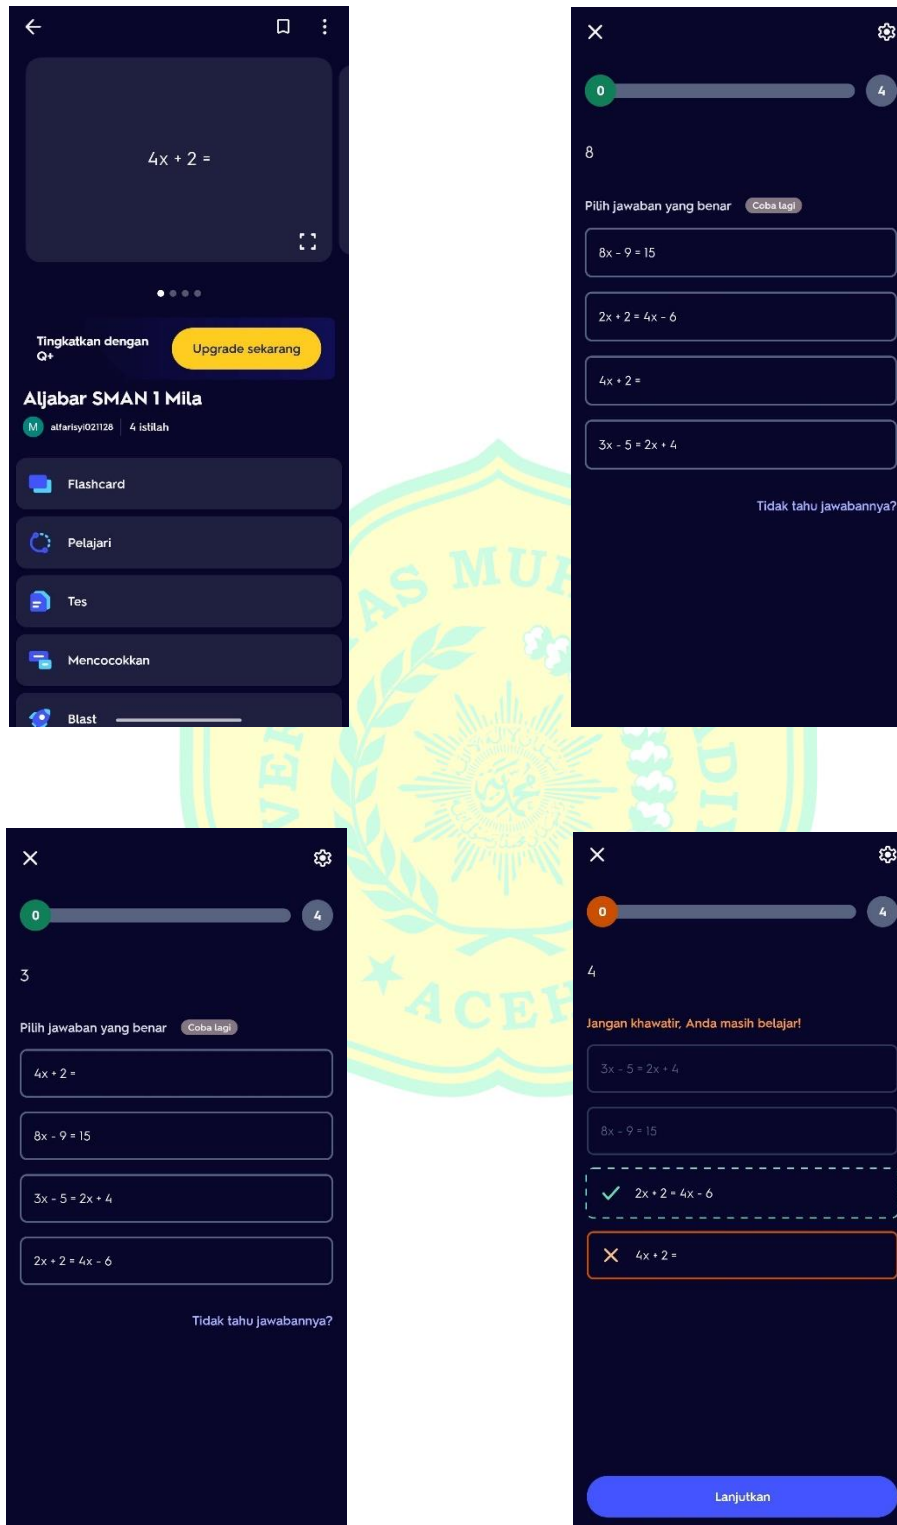 4x + 2 =
Tingkatkan dengan Q+
Upgrade sekarang
Aljabar SMAN 1 Mila
M alfarisyi021128 4 istilah
Flashcard
Pelajari
Tes
Mencocokkan
Blast
0 4
8
Pilih jawaban yang benar Coba lagi
8x - 9 = 15
2x + 2 = 4x - 6
4x + 2 =
3x - 5 = 2x + 4
Tidak tahu jawabannya?
0 4
3
Pilih jawaban yang benar Coba lagi
4x + 2 =
8x - 9 = 15
3x - 5 = 2x + 4
2x + 2 = 4x - 6
Tidak tahu jawabannya?
0 4
4
Jangan khawatir, Anda masih belajar!
3x - 5 = 2x + 4
8x - 9 = 15
2x + 2 = 4x - 6
4x + 2 =
Lanjutkan
ACEH